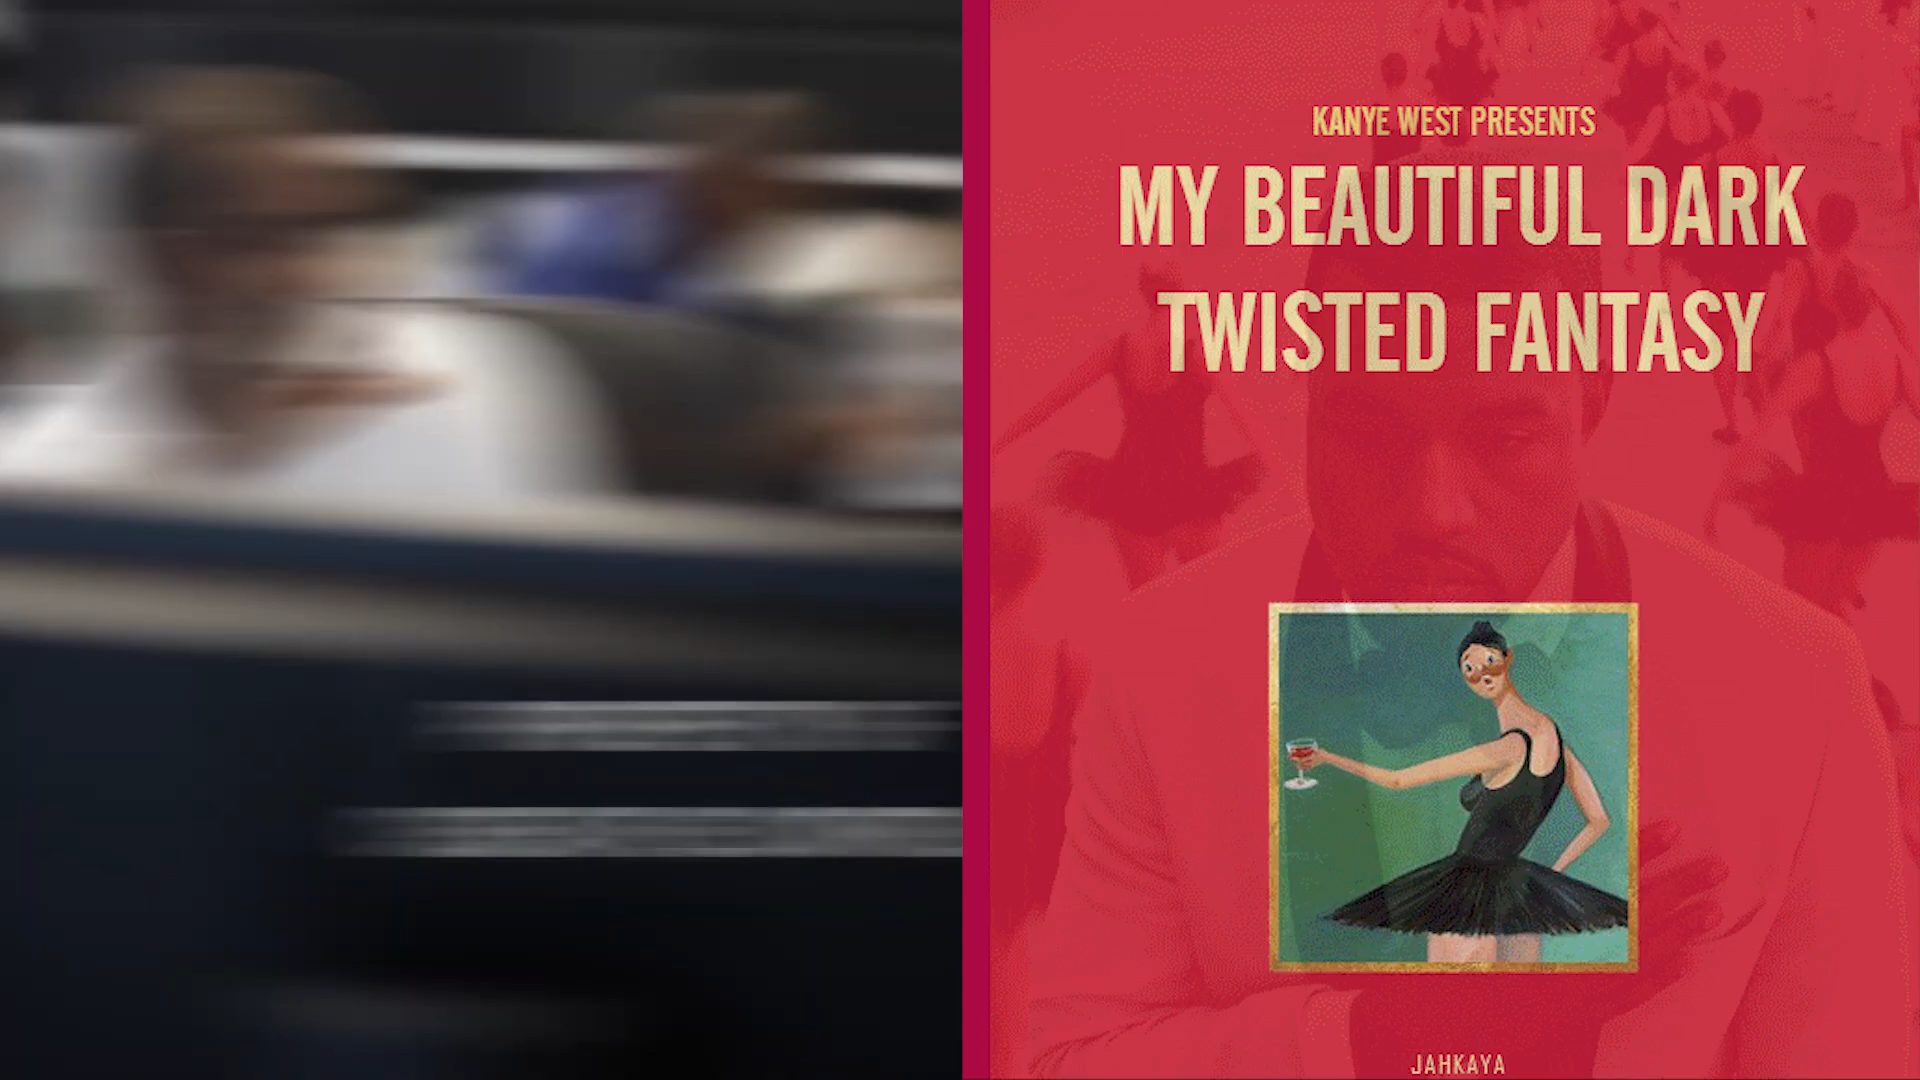 KANYE WEST PRESENTS
MY BEAUTIFUL DARK
TWISTED FANTASY
JAHKAYA